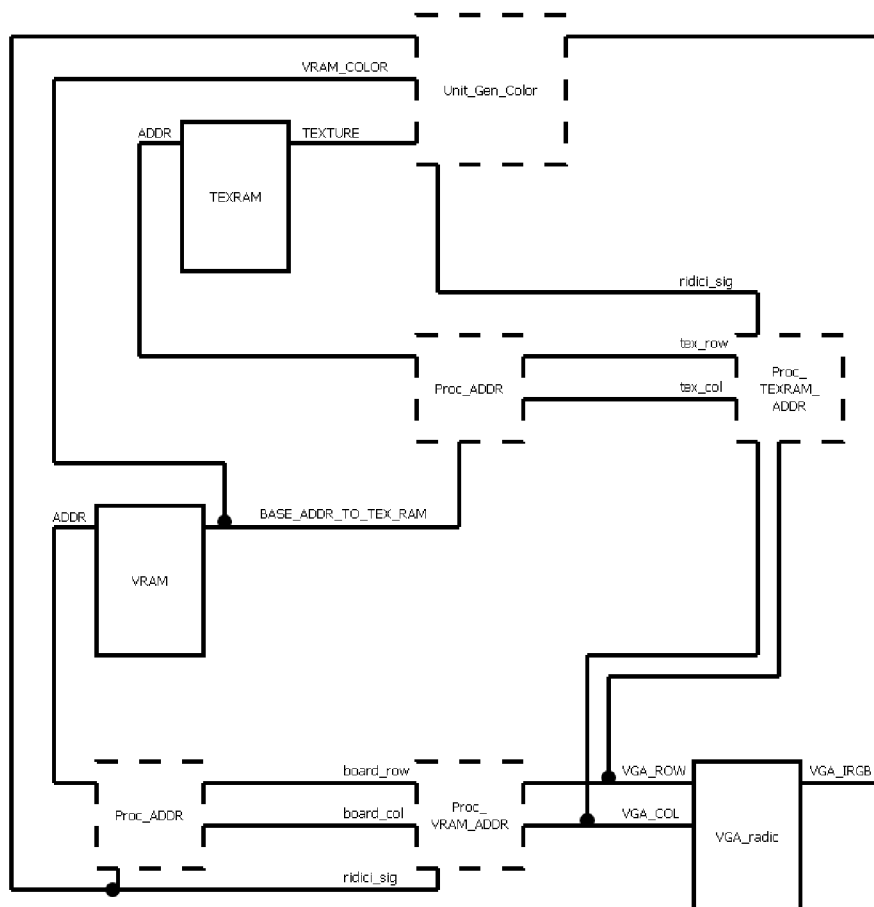 VRAM_COLOR
Unit_Gen_Color
ADDR
TEXTURE
TEXRAM
ridici_sig
tex_row
Proc_ADDR
tex_col
Proc_
TEXRAM_
ADDR
ADDR
BASE_ADDR_TO_TEX_RAM
VRAM
board_row
VGA_ROW
VGA_IRGB
Proc_ADDR
board_col
Proc_
VRAM_ADDR
VGA_COL
VGA_radic
ridici_sig